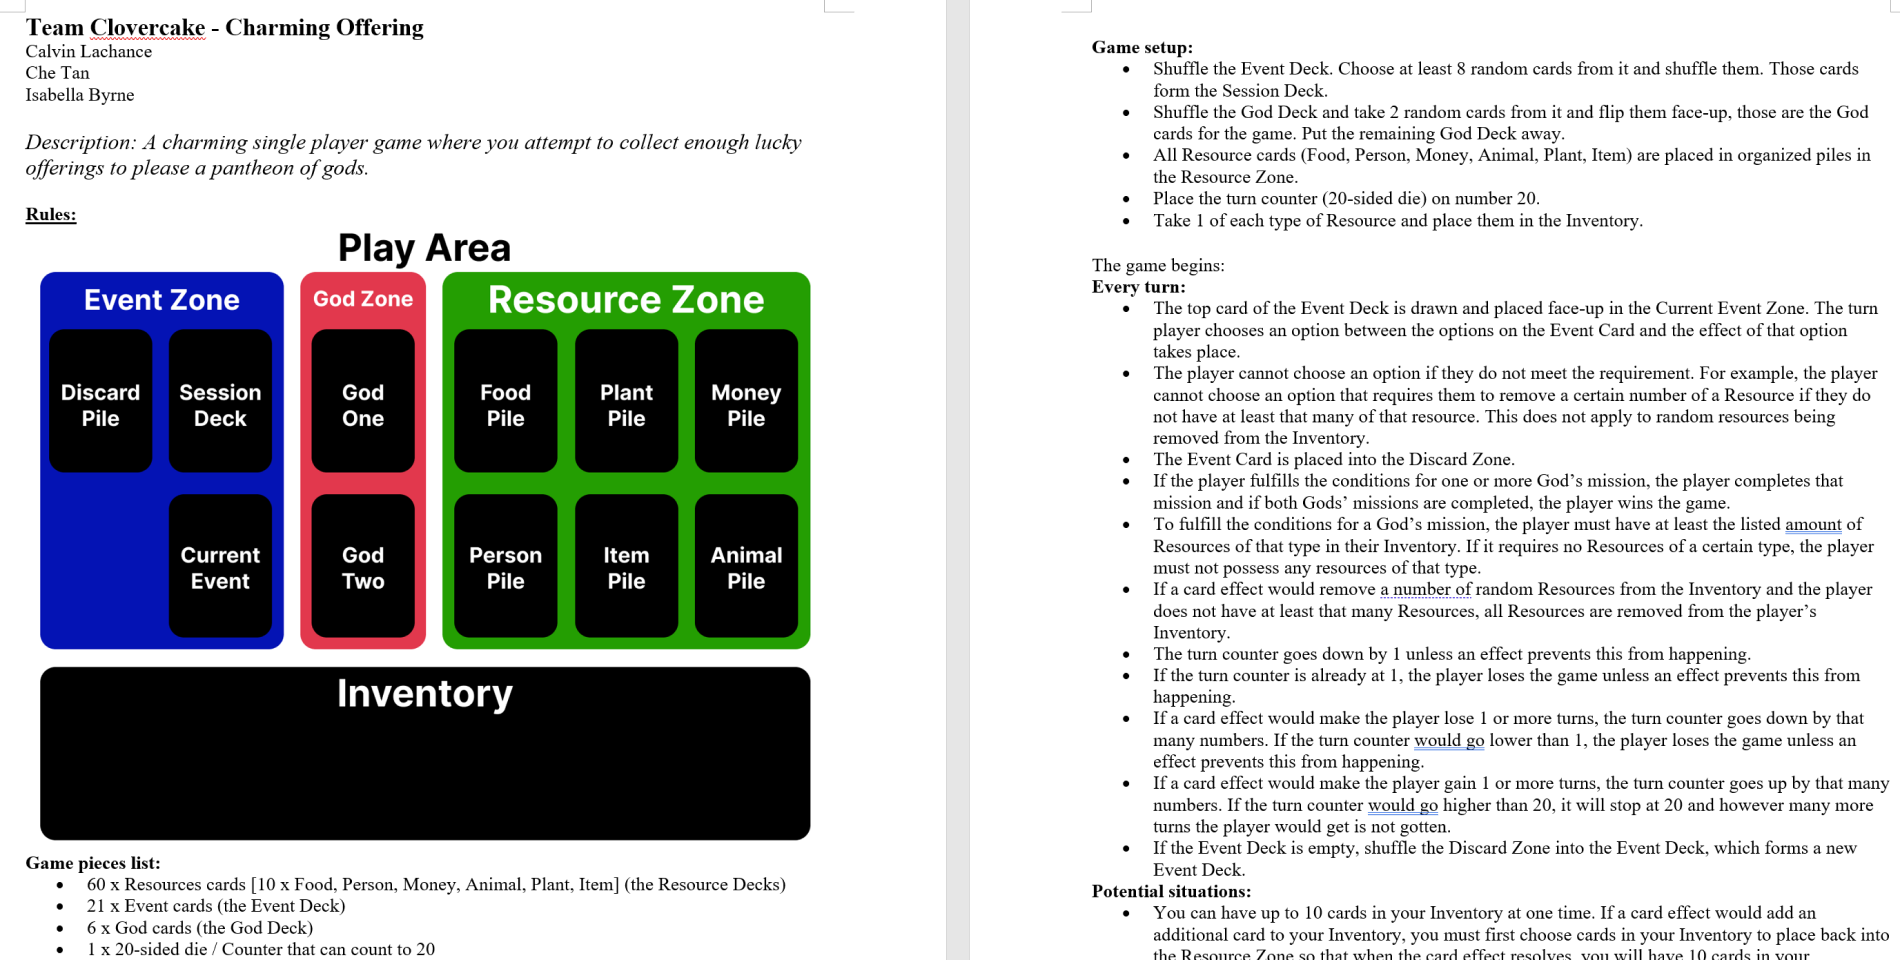 Team Clovercake - Charming Offering
Calvin Lachance
Che Tan
Isabella Byrne
Description: A charming single player game where you attempt to collect enough lucky
offerings to please a pantheon of gods.
Rules:
Play Area
Event Zone
Discard
Pile
Session
Deck
Current
Event
God Zone
God
One
God
Two
Resource Zone
Food
Pile
Plant
Pile
Money
Pile
Person
Pile
Item
Pile
Animal
Pile
Inventory
Game pieces list:
• 60 x Resources cards [10 x Food, Person, Money, Animal, Plant, Item] (the Resource Decks)
• 21 x Event cards (the Event Deck)
• 6 x God cards (the God Deck)
• 1 x 20-sided die / Counter that can count to 20
Game setup:
• Shuffle the Event Deck. Choose at least 8 random cards from it and shuffle them. Those cards
form the Session Deck.
• Shuffle the God Deck and take 2 random cards from it and flip them face-up, those are the God
cards for the game. Put the remaining God Deck away.
• All Resource cards (Food, Person, Money, Animal, Plant, Item) are placed in organized piles in
the Resource Zone.
• Place the turn counter (20-sided die) on number 20.
• Take 1 of each type of Resource and place them in the Inventory.
The game begins:
Every turn:
• The top card of the Event Deck is drawn and placed face-up in the Current Event Zone. The turn
player chooses an option between the options on the Event Card and the effect of that option
takes place.
• The player cannot choose an option if they do not meet the requirement. For example, the player
cannot choose an option that requires them to remove a certain number of a Resource if they do
not have at least that many of that resource. This does not apply to random resources being
removed from the Inventory.
• The Event Card is placed into the Discard Zone.
• If the player fulfills the conditions for one or more God’s mission, the player completes that
mission and if both Gods’ missions are completed, the player wins the game.
• To fulfill the conditions for a God’s mission, the player must have at least the listed amount of
Resources of that type in their Inventory. If it requires no Resources of a certain type, the player
must not possess any resources of that type.
• If a card effect would remove a number of random Resources from the Inventory and the player
does not have at least that many Resources, all Resources are removed from the player’s
Inventory.
• The turn counter goes down by 1 unless an effect prevents this from happening.
• If the turn counter is already at 1, the player loses the game unless an effect prevents this from
happening.
• If a card effect would make the player lose 1 or more turns, the turn counter goes down by that
many numbers. If the turn counter would go lower than 1, the player loses the game unless an
effect prevents this from happening.
• If a card effect would make the player gain 1 or more turns, the turn counter goes up by that many
numbers. If the turn counter would go higher than 20, it will stop at 20 and however many more
turns the player would get is not gotten.
• If the Event Deck is empty, shuffle the Discard Zone into the Event Deck, which forms a new
Event Deck.
Potential situations:
• You can have up to 10 cards in your Inventory at one time. If a card effect would add an
additional card to your Inventory, you must first choose cards in your Inventory to place back into
the Resource Zone so that when the card effect resolves, you will have 10 cards in your